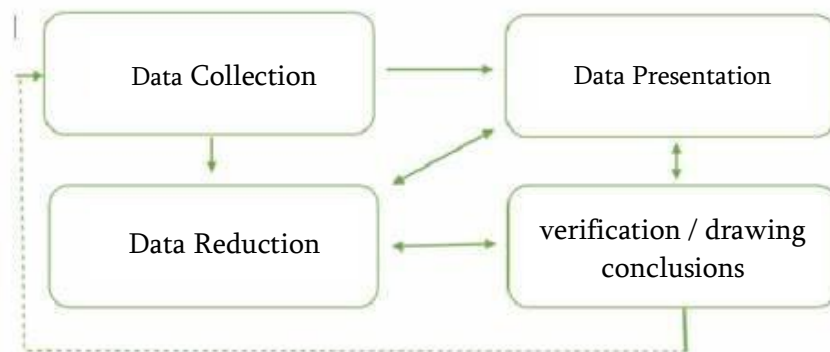 Data Collection
Data Presentation
Data Reduction
verification / drawing
conclusions